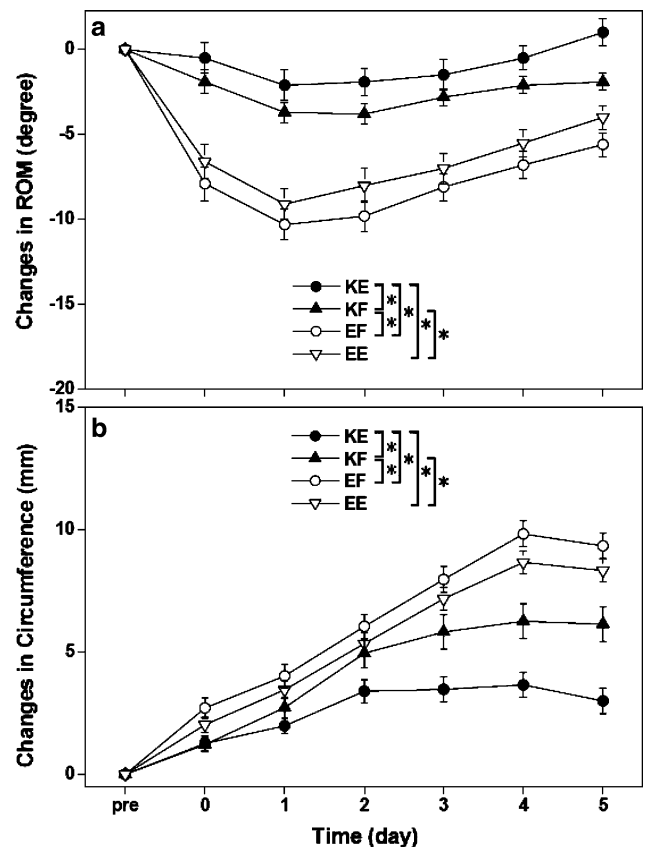 a
Changes in ROM (degree)
0
-5
-10
-15
-20
KE
KF
EF
EE
* * * * *
b
Changes in Circumference (mm)
15
10
5
0
KE
KF
EF
EE
* * * * *
pre 0 1 2 3 4 5
Time (day)